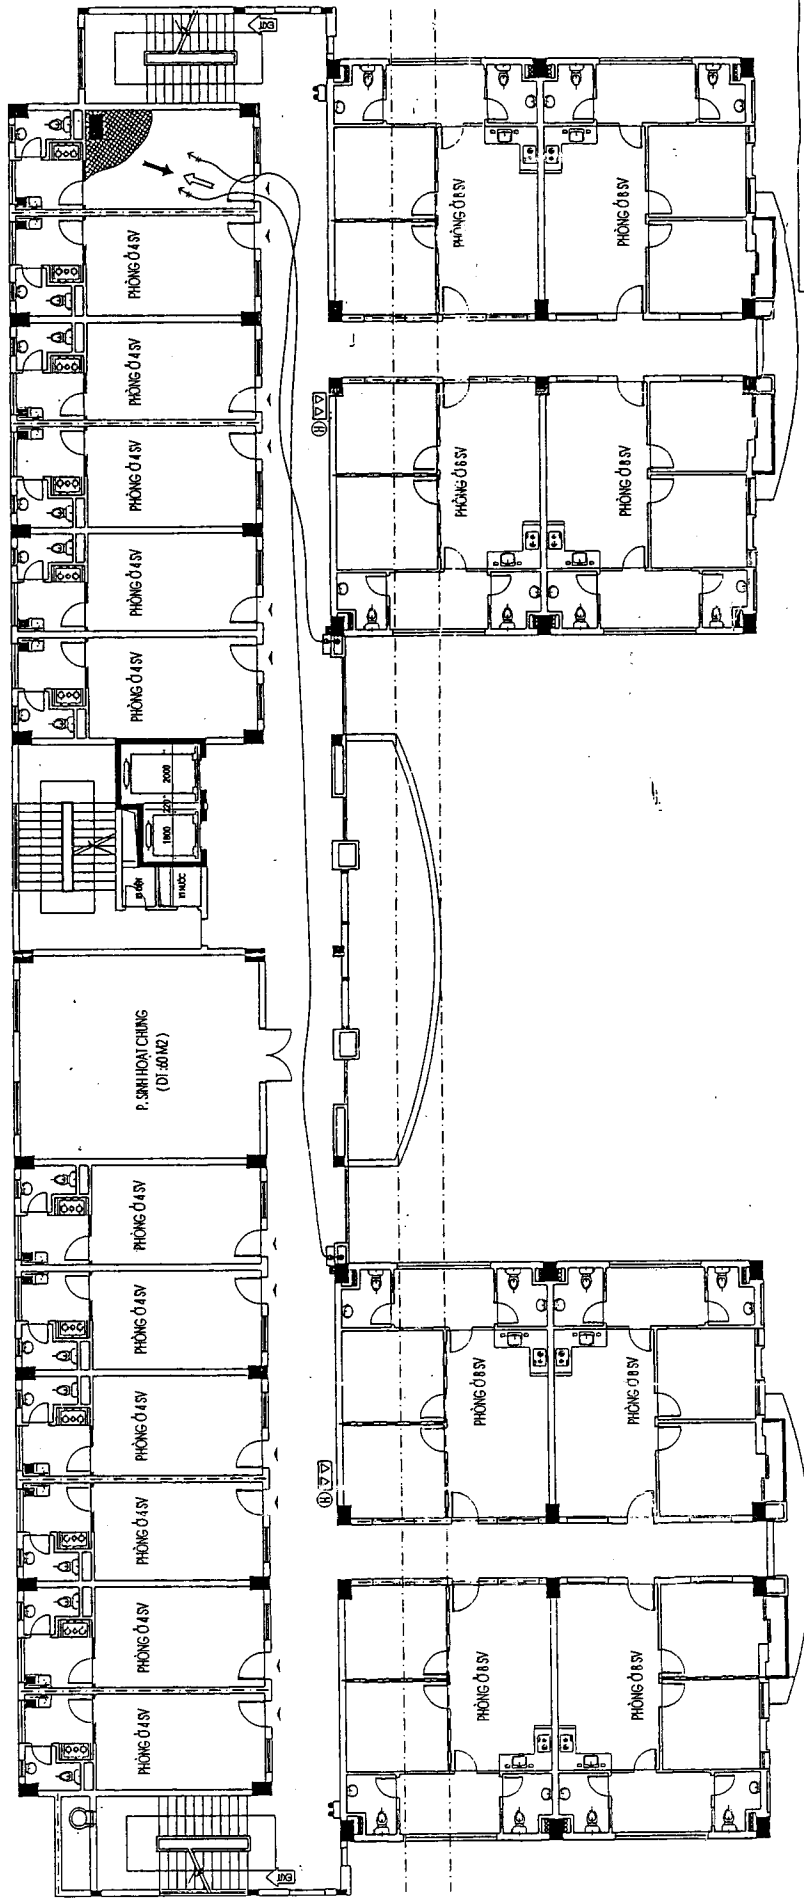 EXIT
PHÒNG Ở 8 SV
PHÒNG Ở 8 SV
PHÒNG Ở 4 SV
PHÒNG Ở 4 SV
H
PHÒNG Ở 4 SV
PHÒNG Ở 8 SV
PHÒNG Ở 8 SV
PHÒNG Ở 4 SV
PHÒNG Ở 4 SV
2000
220
1800
P. SINH HOẠT CHUNG
( DT :60 M2 )
PHÒNG Ở 4 SV
PHÒNG Ở 4 SV
PHÒNG Ở 8 SV
PHÒNG Ở 8 SV
PHÒNG Ở 4 SV
H
PHÒNG Ở 4 SV
PHÒNG Ở 4 SV
PHÒNG Ở 8 SV
PHÒNG Ở 8 SV
PHÒNG Ở 4 SV
EXIT